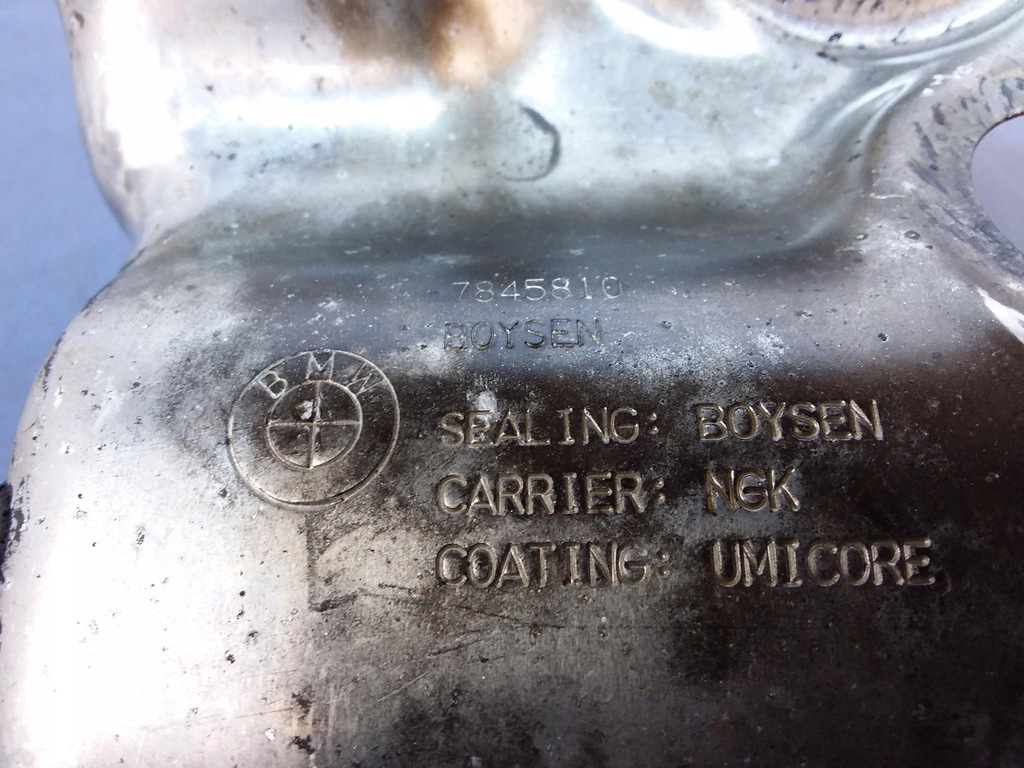 7845810
BOYSEN
BMW
SEALING: BOYSEN
CARRIER: NGK
COATING: UMICORE